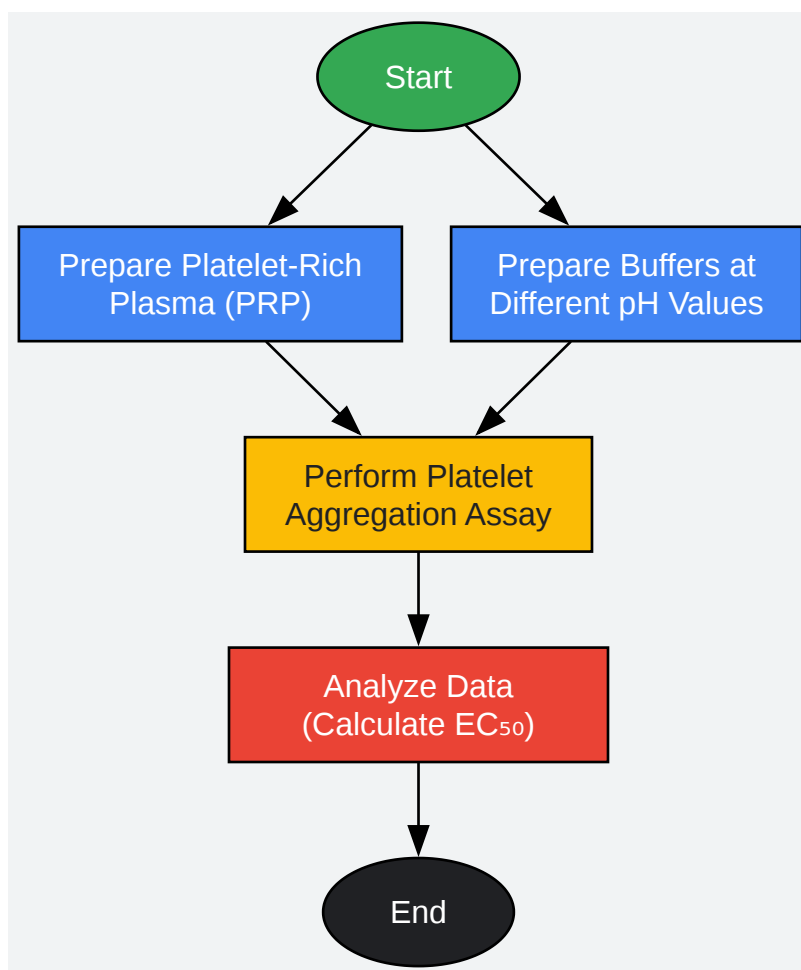 Start
Prepare Platelet-Rich
Plasma (PRP)
Prepare Buffers at
Different pH Values
Perform Platelet
Aggregation Assay
Analyze Data
(Calculate EC₅₀)
End